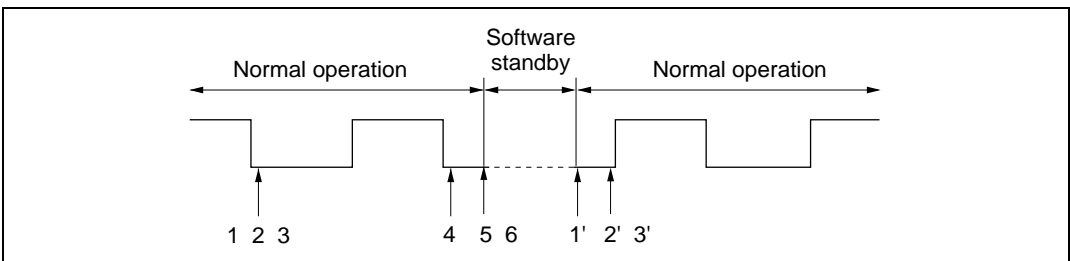 Software
standby
Normal operation
Normal operation
1 2 3
4
5 6
1'
2' 3'